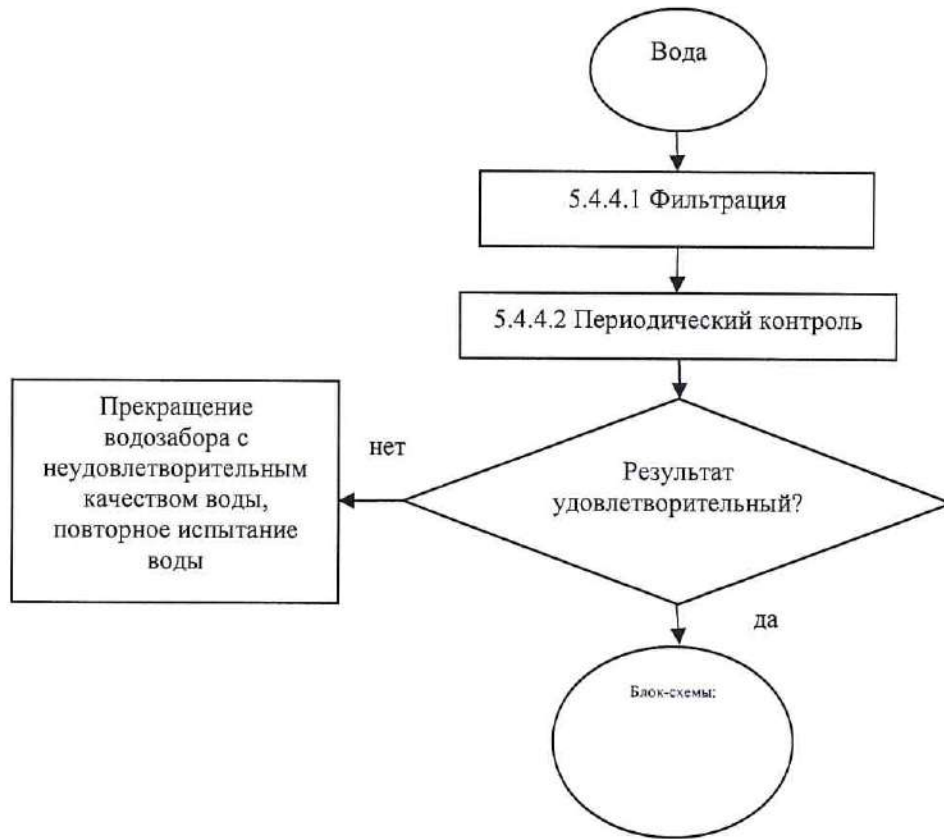 Вода
5.4.4.1 Фильтрация
5.4.4.2 Периодический контроль
Прекращение
водозабора с
неудовлетворительным
качеством воды,
повторное испытание
воды
нет
Результат
удовлетворительный?
да
Блок-схемы: